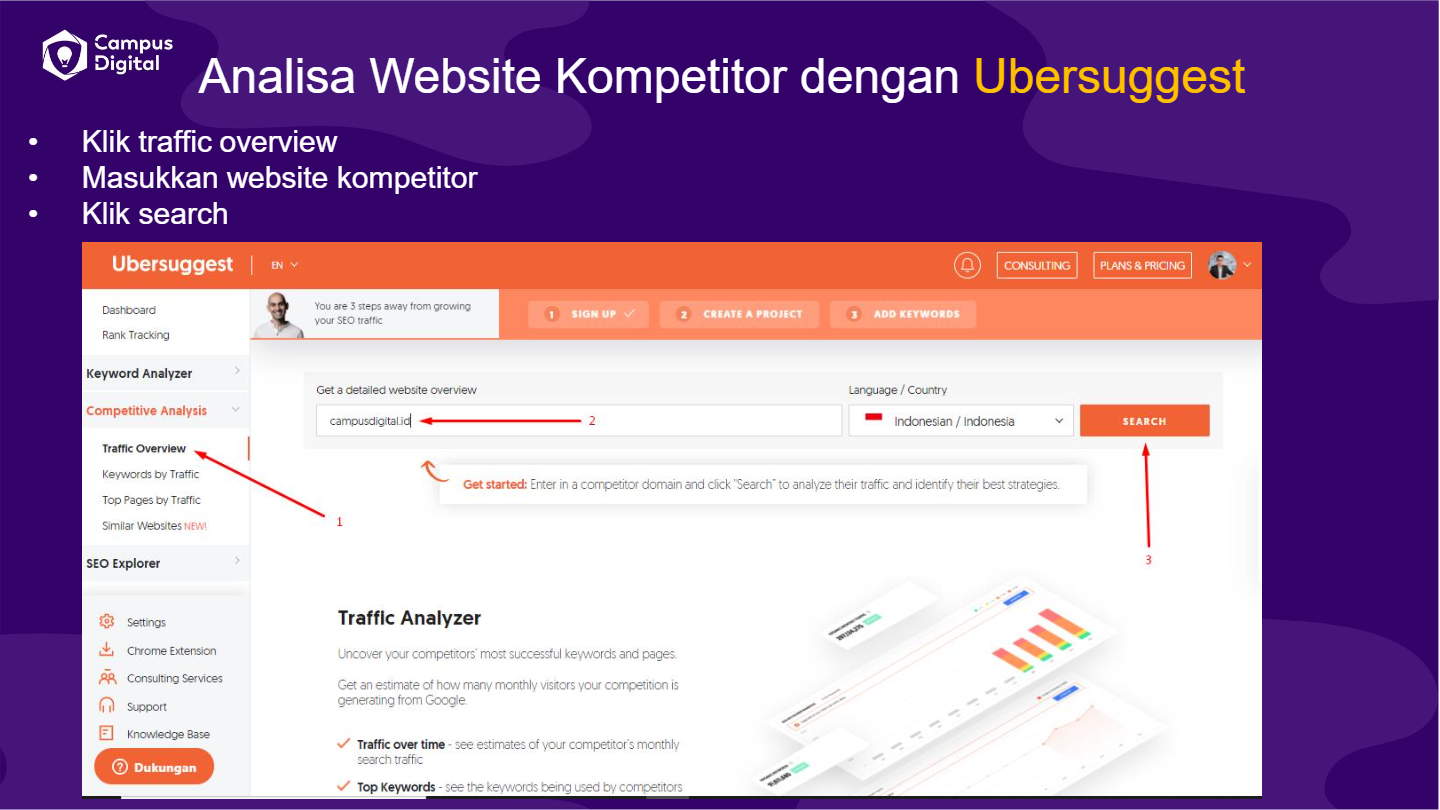 Campus
Digital
Analisa Website Kompetitor dengan Ubersuggest
• Klik traffic overview
• Masukkan website kompetitor
• Klik search
Ubersuggest
EN
CONSULTING
PLANS & PRICING
Dashboard
Rank Tracking
Keyword Analyzer
Competitive Analysis
Traffic Overview
Keywords by Traffic
Top Pages by Traffic
Similar Websites NEW!
SEO Explorer
Settings
Chrome Extension
Consulting Services
Support
Knowledge Base
Dukungan
You are 3 steps away from growing
your SEO traffic
1 SIGN UP
2 CREATE A PROJECT
3 ADD KEYWORDS
Get a detailed website overview
Language / Country
campusdigital.id
2
Indonesian / Indonesia
SEARCH
Get started: Enter in a competitor domain and click "Search" to analyze their traffic and identify their best strategies.
1
3
Traffic Analyzer
Uncover your competitors' most successful keywords and pages.
Get an estimate of how many monthly visitors your competition is
generating from Google.
Traffic over time - see estimates of your competitor's monthly
search traffic
Top Keywords - see the keywords being used by competitors